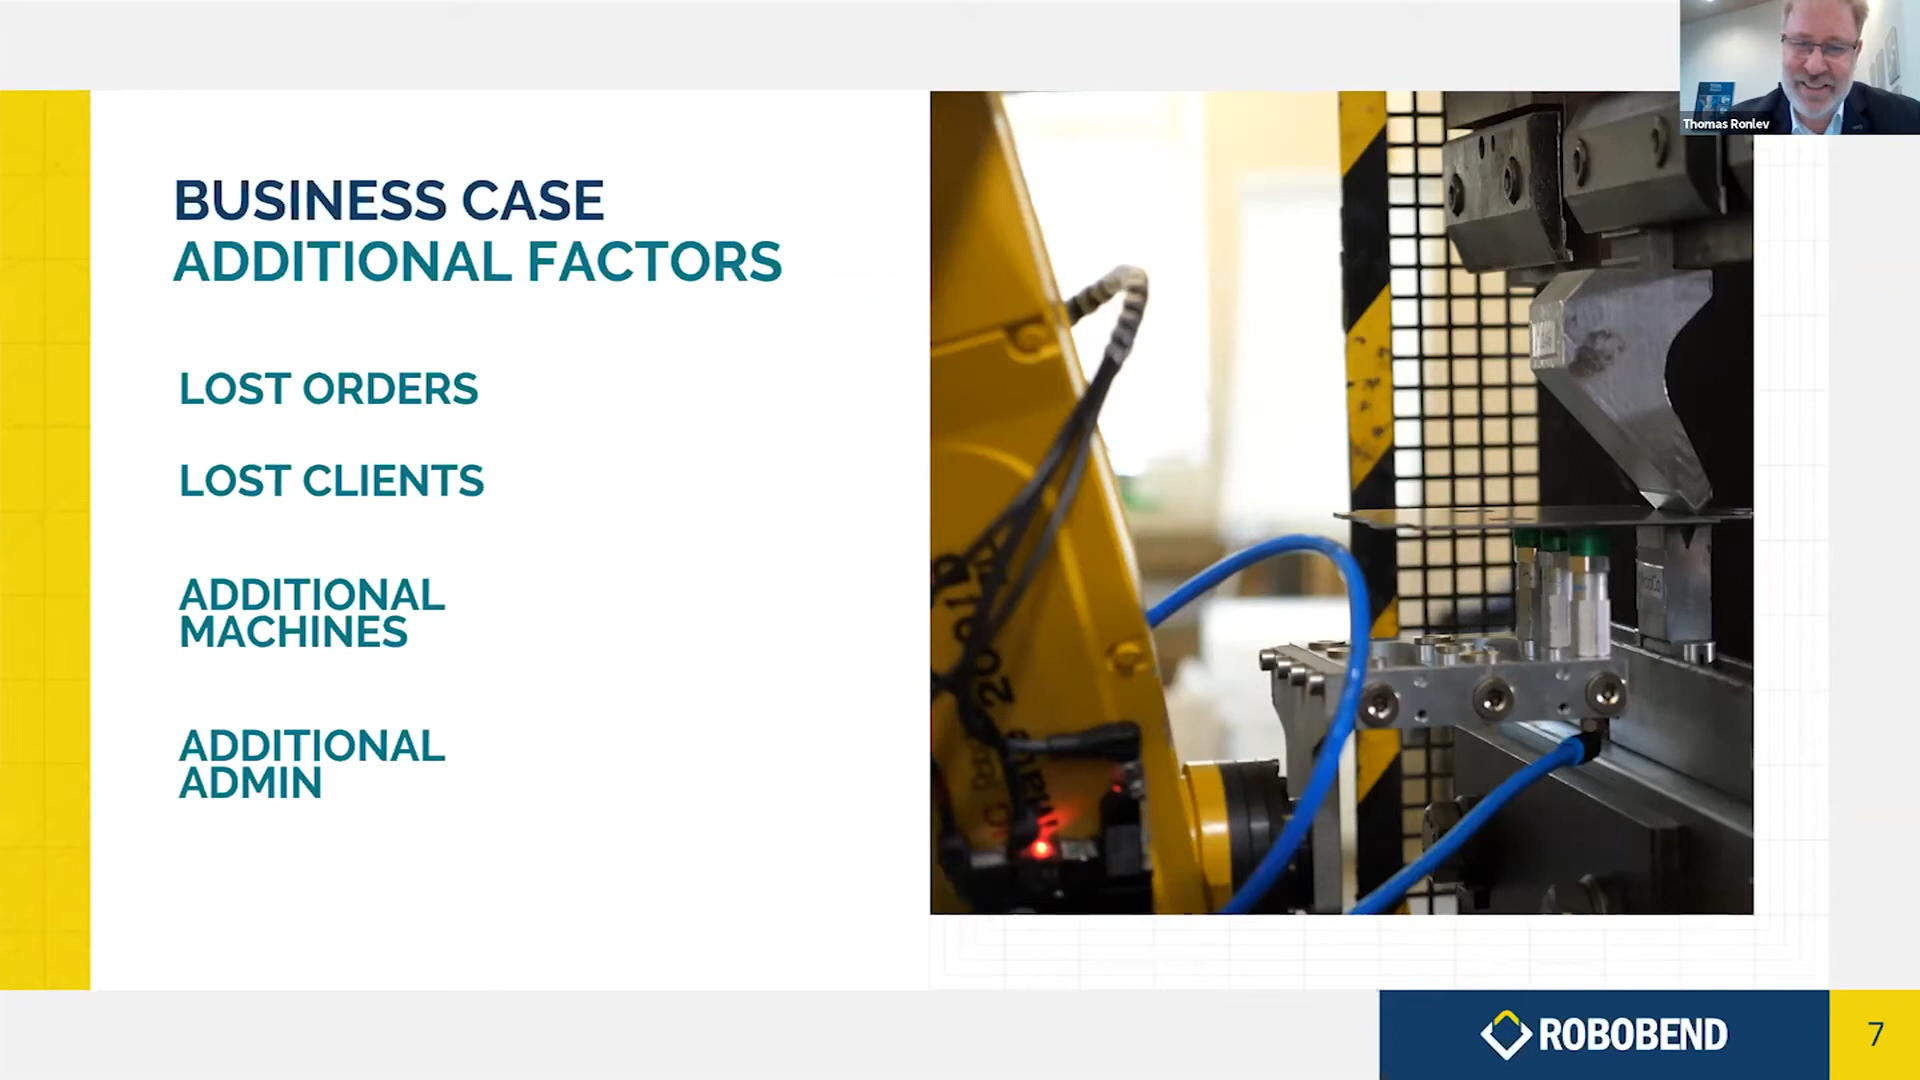 Thomas Ronlev
BUSINESS CASE
ADDITIONAL FACTORS
LOST ORDERS
LOST CLIENTS
ADDITIONAL
MACHINES
ADDITIONAL
ADMIN
ROBOBEND
7